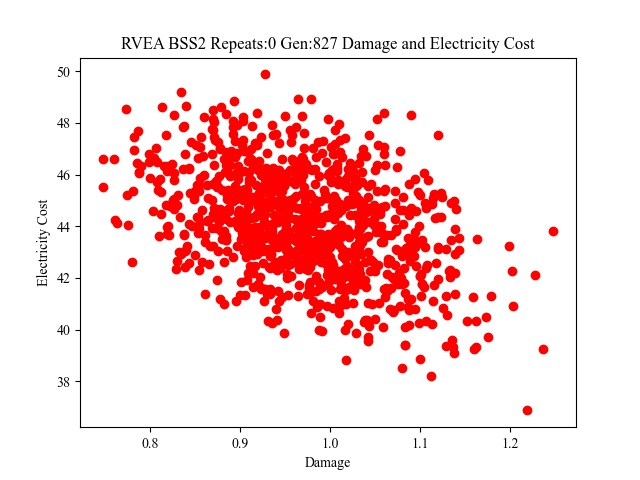 RVEA BSS2 Repeats:0 Gen:827 Damage and Electricity Cost
50
48
46
44
42
40
38
Electricity Cost
0.8 0.9 1.0 1.1 1.2
Damage